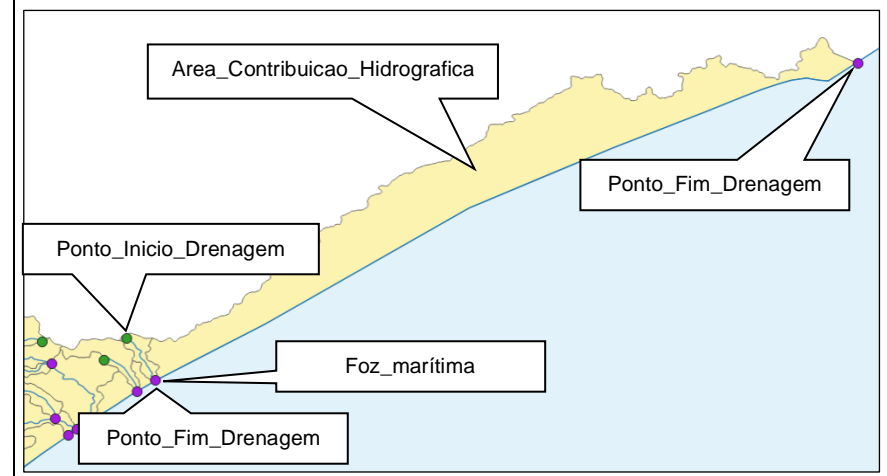 Area_Contribuicao_Hidrografica
Ponto_Fim_Drenagem
Ponto_Inicio_Drenagem
Foz_marítima
Ponto_Fim_Drenagem